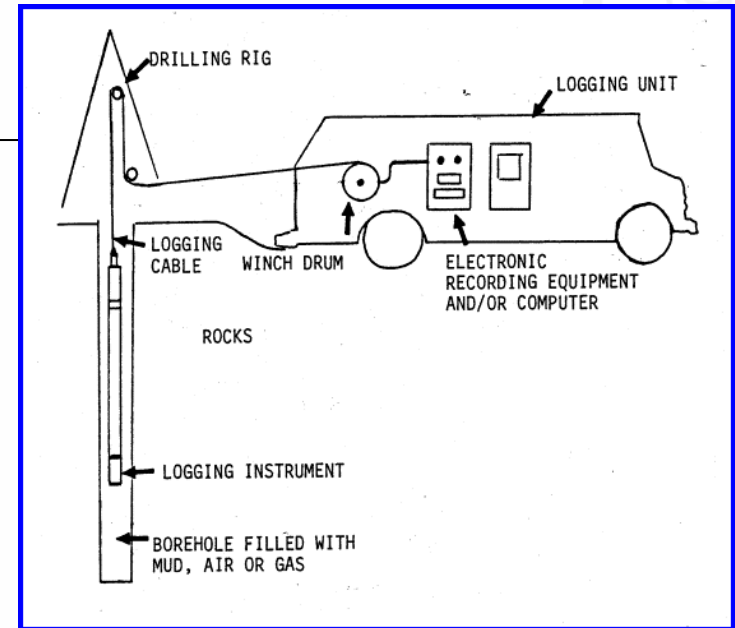 DRILLING RIG
LOGGING UNIT
LOGGING
CABLE
WINCH DRUM
ELECTRONIC
RECORDING EQUIPMENT
AND/OR COMPUTER
ROCKS
LOGGING INSTRUMENT
BOREHOLE FILLED WITH
MUD, AIR OR GAS